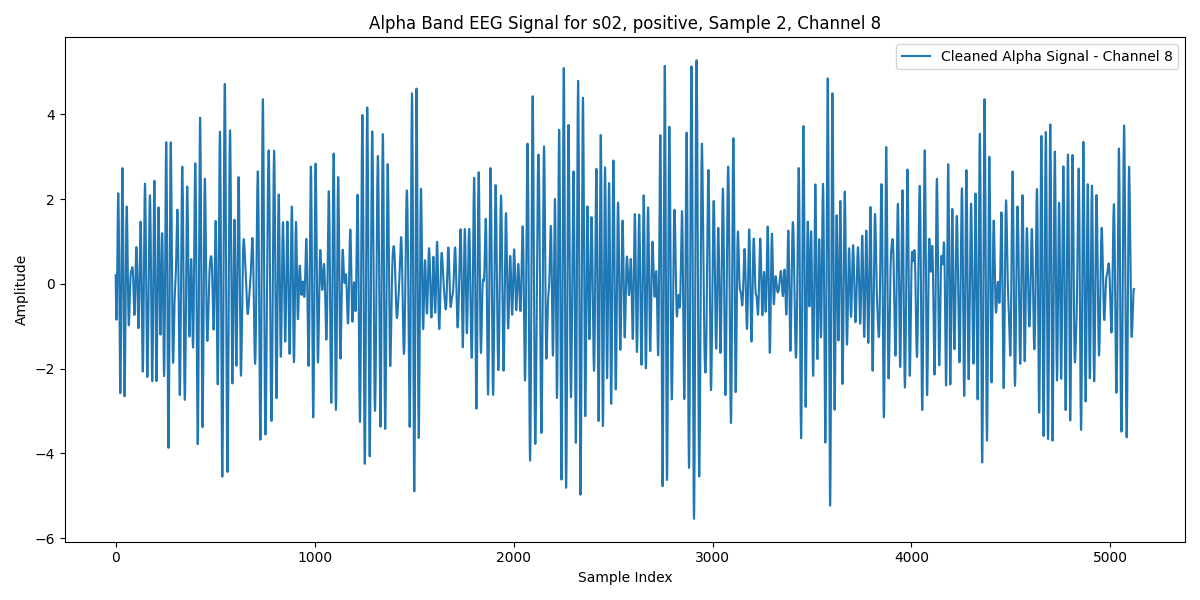 Alpha Band EEG Signal for s02, positive, Sample 2, Channel 8
Cleaned Alpha Signal - Channel 8
Amplitude
4
2
0
−2
−4
−6
0 1000 2000 3000 4000 5000
Sample Index